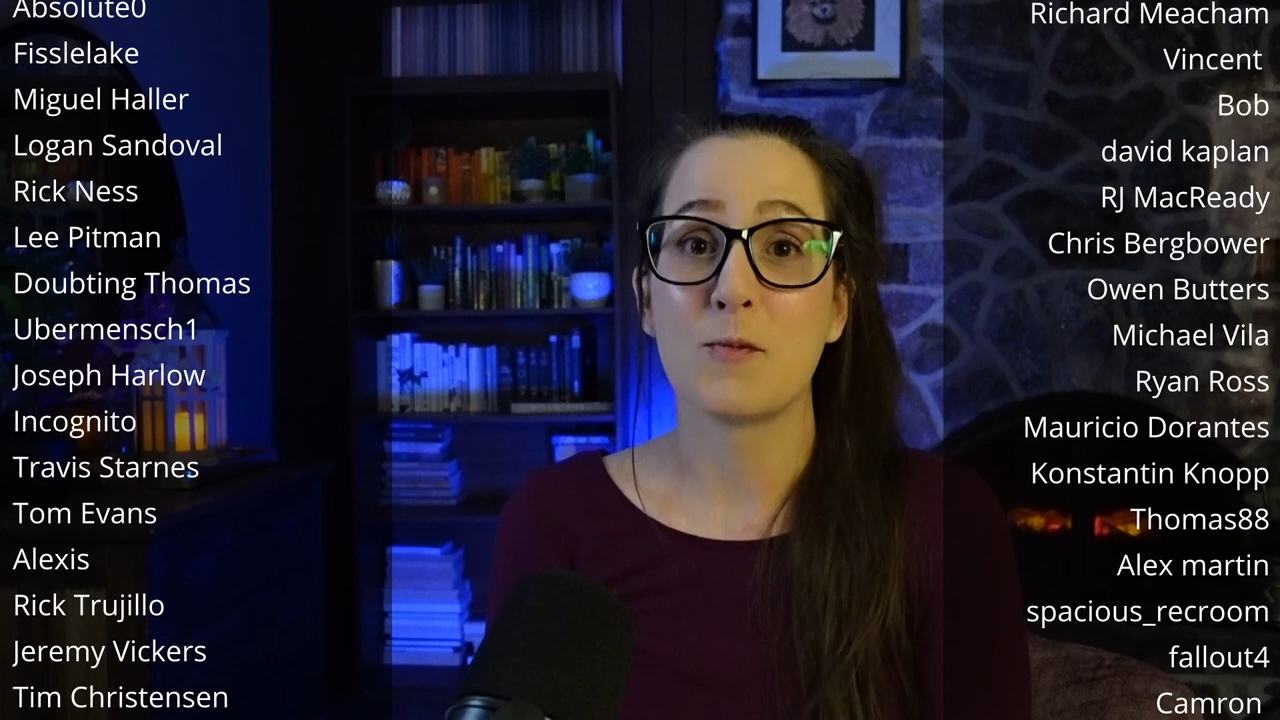 Absolute0
Fisslelake
Miguel Haller
Logan Sandoval
Rick Ness
Lee Pitman
Doubting Thomas
Ubermensch1
Joseph Harlow
Incognito
Travis Starnes
Tom Evans
Alexis
Rick Trujillo
Jeremy Vickers
Tim Christensen
Richard Meacham
Vincent
Bob
david kaplan
RJ MacReady
Chris Bergbower
Owen Butters
Michael Vila
Ryan Ross
Mauricio Dorantes
Konstantin Knopp
Thomas88
Alex martin
spacious_recroom
fallout4
Camron